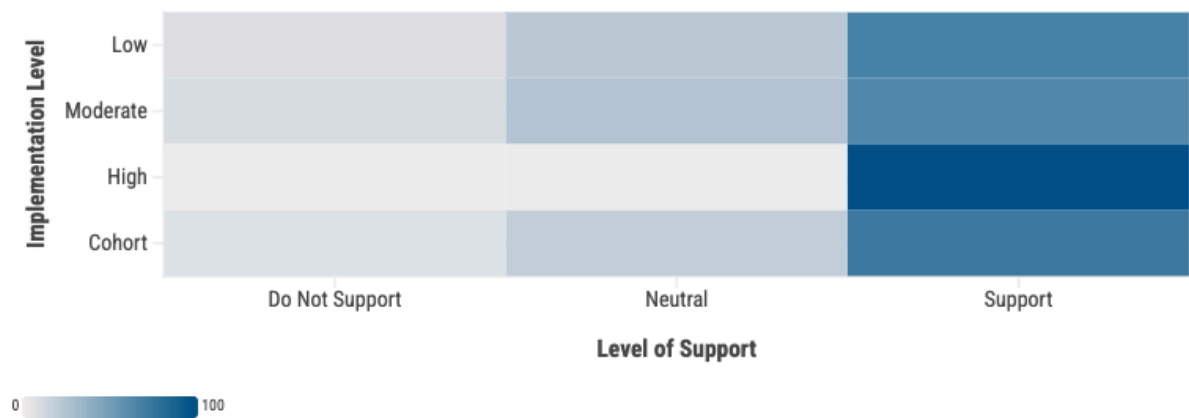 Implementation Level
Low
Moderate
High
Cohort
Do Not Support
Neutral
Support
Level of Support
0
100